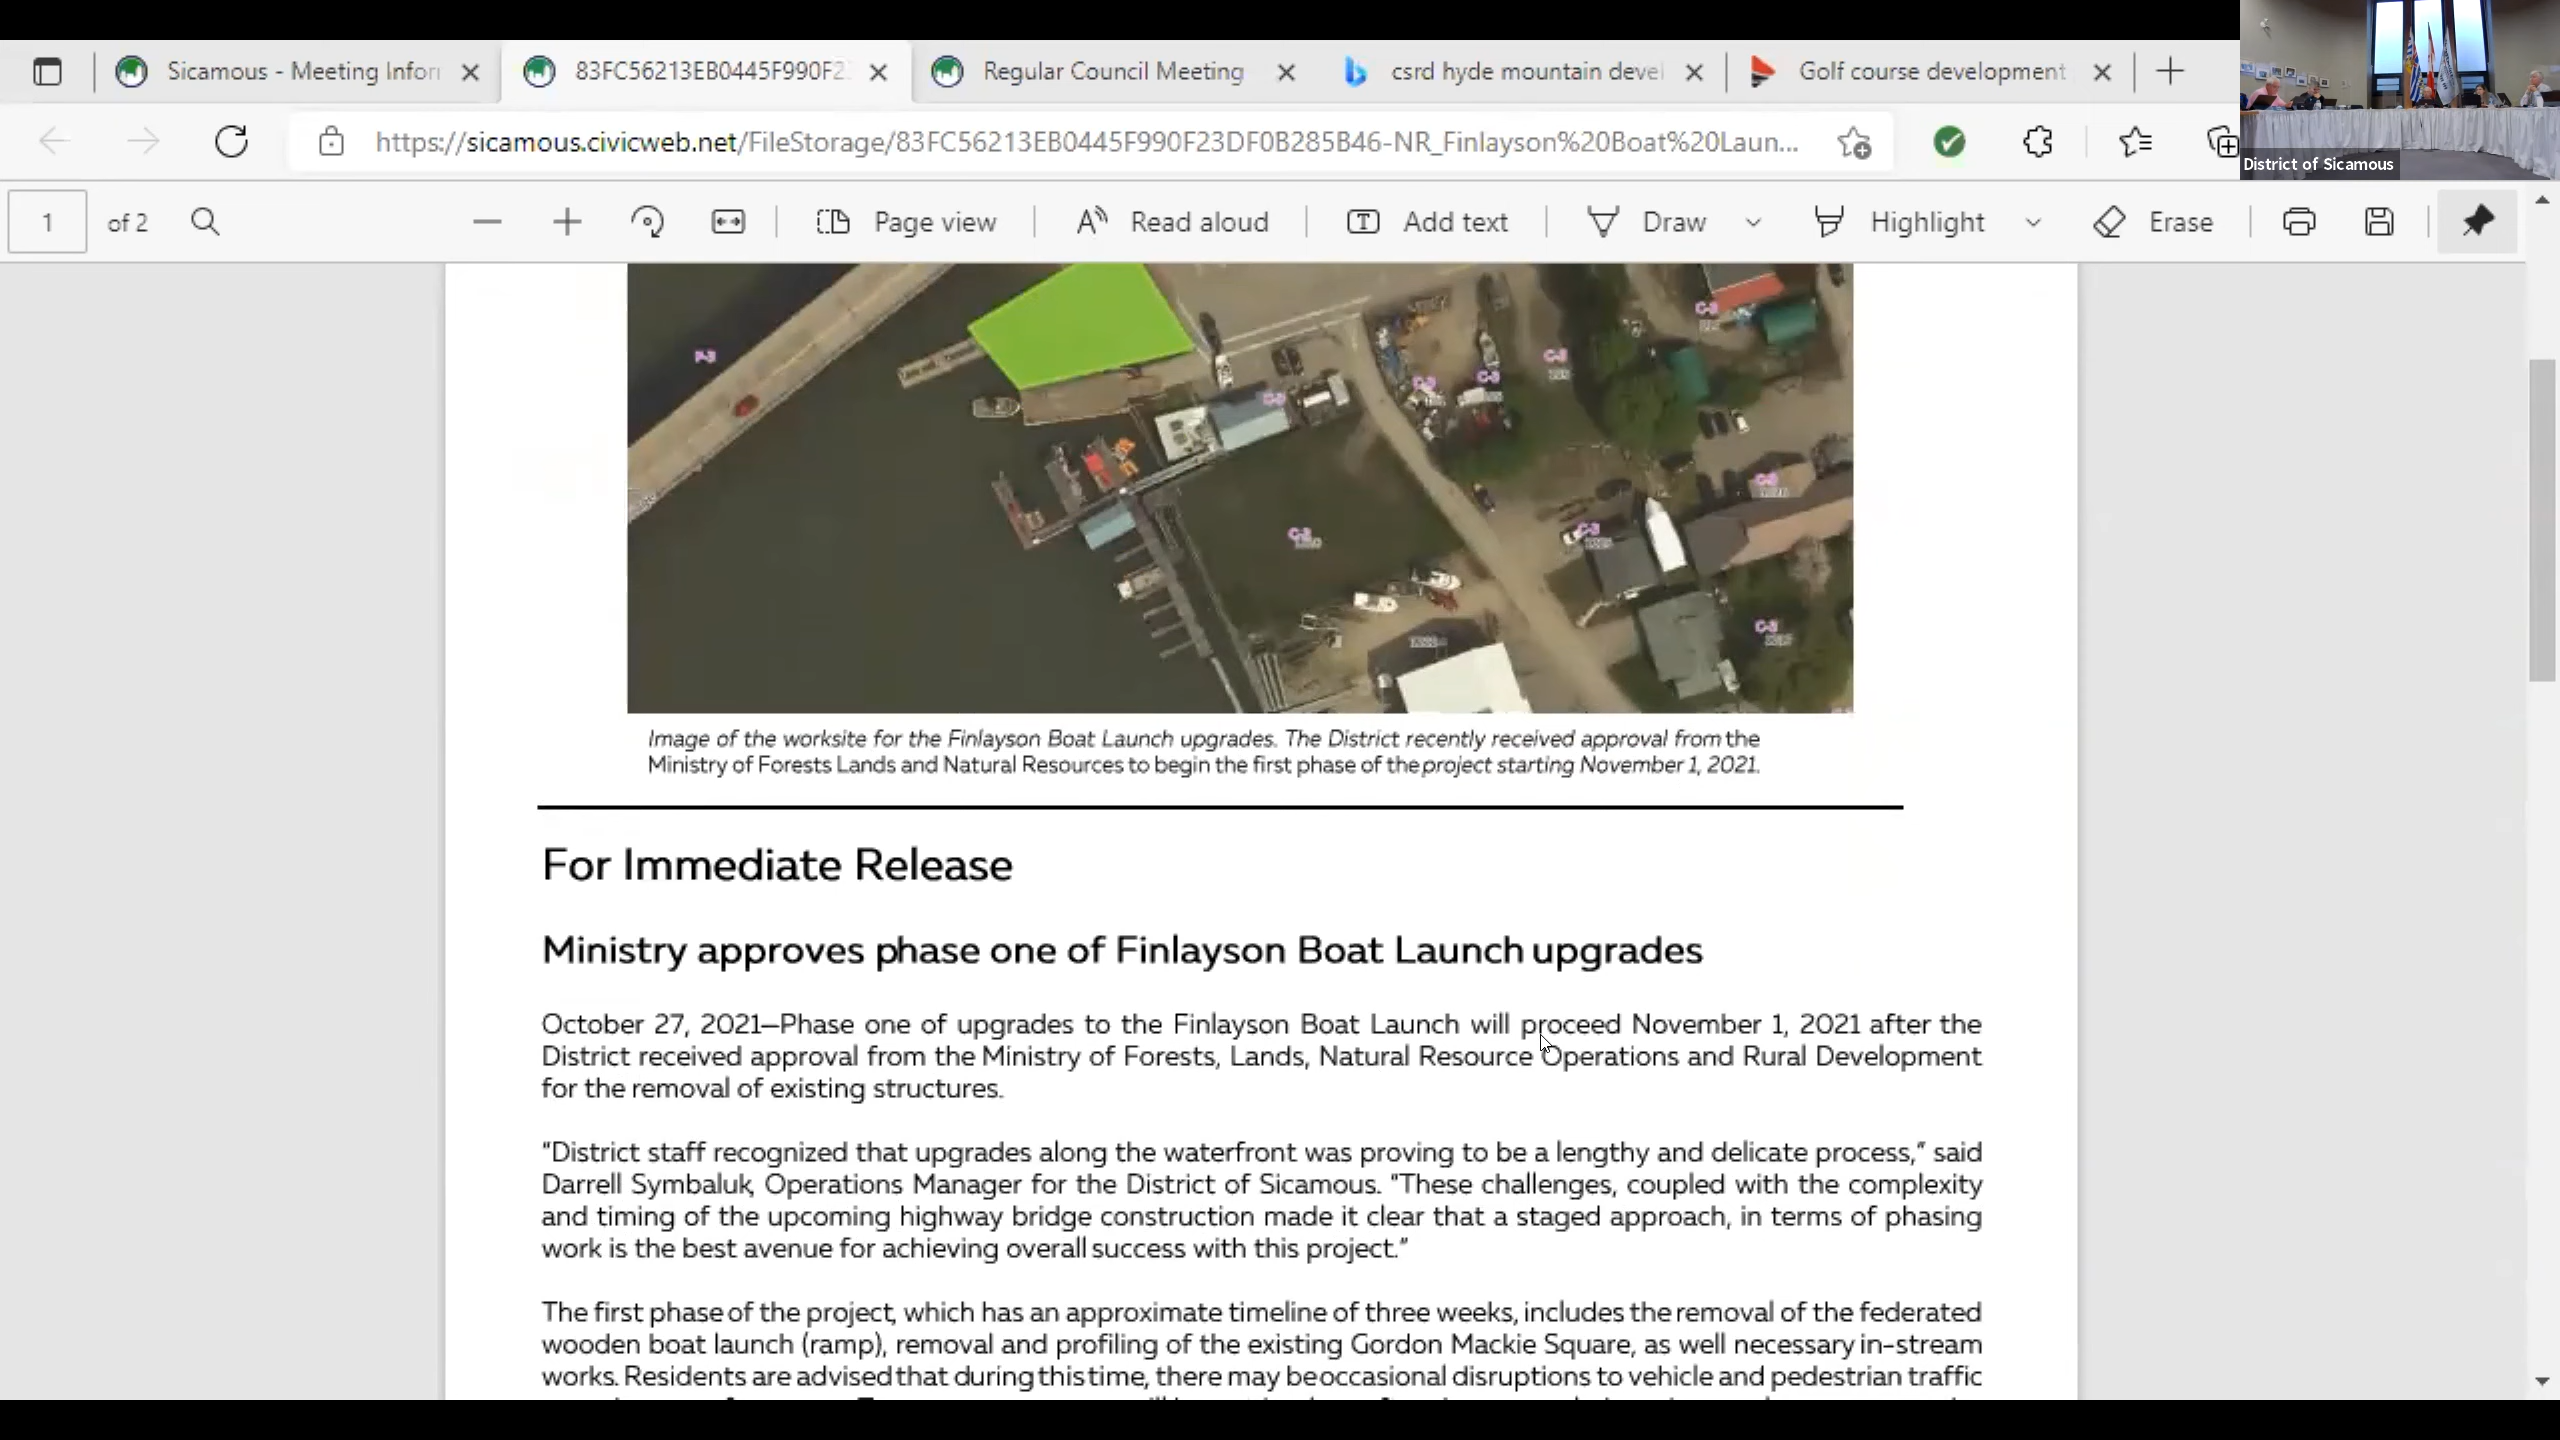 Sicamous - Meeting Infor
83FC56213EB0445F990F2
Regular Council Meeting
csrd hyde mountain devel
Golf course development
https://sicamous.civicweb.net/FileStorage/83FC56213EB0445F990F23DF0B285B46-NR_Finlayson%20Boat%20Laun...
District of Sicamous
1 of 2
Page view
Read aloud
Add text
Draw
Highlight
Erase
P-3
C-3
C-3
C-3
C-3
C-3
C-3
C-3
C-3
C-3
Image of the worksite for the Finlayson Boat Launch upgrades. The District recently received approval from the
Ministry of Forests Lands and Natural Resources to begin the first phase of the project starting November 1, 2021.
For Immediate Release
Ministry approves phase one of Finlayson Boat Launch upgrades
October 27, 2021—Phase one of upgrades to the Finlayson Boat Launch will proceed November 1, 2021 after the
District received approval from the Ministry of Forests, Lands, Natural Resource Operations and Rural Development
for the removal of existing structures.
“District staff recognized that upgrades along the waterfront was proving to be a lengthy and delicate process,” said
Darrell Symbaluk, Operations Manager for the District of Sicamous. “These challenges, coupled with the complexity
and timing of the upcoming highway bridge construction made it clear that a staged approach, in terms of phasing
work is the best avenue for achieving overall success with this project.”
The first phase of the project, which has an approximate timeline of three weeks, includes the removal of the federated
wooden boat launch (ramp), removal and profiling of the existing Gordon Mackie Square, as well necessary in-stream
works. Residents are advised that during this time, there may be occasional disruptions to vehicle and pedestrian traffic